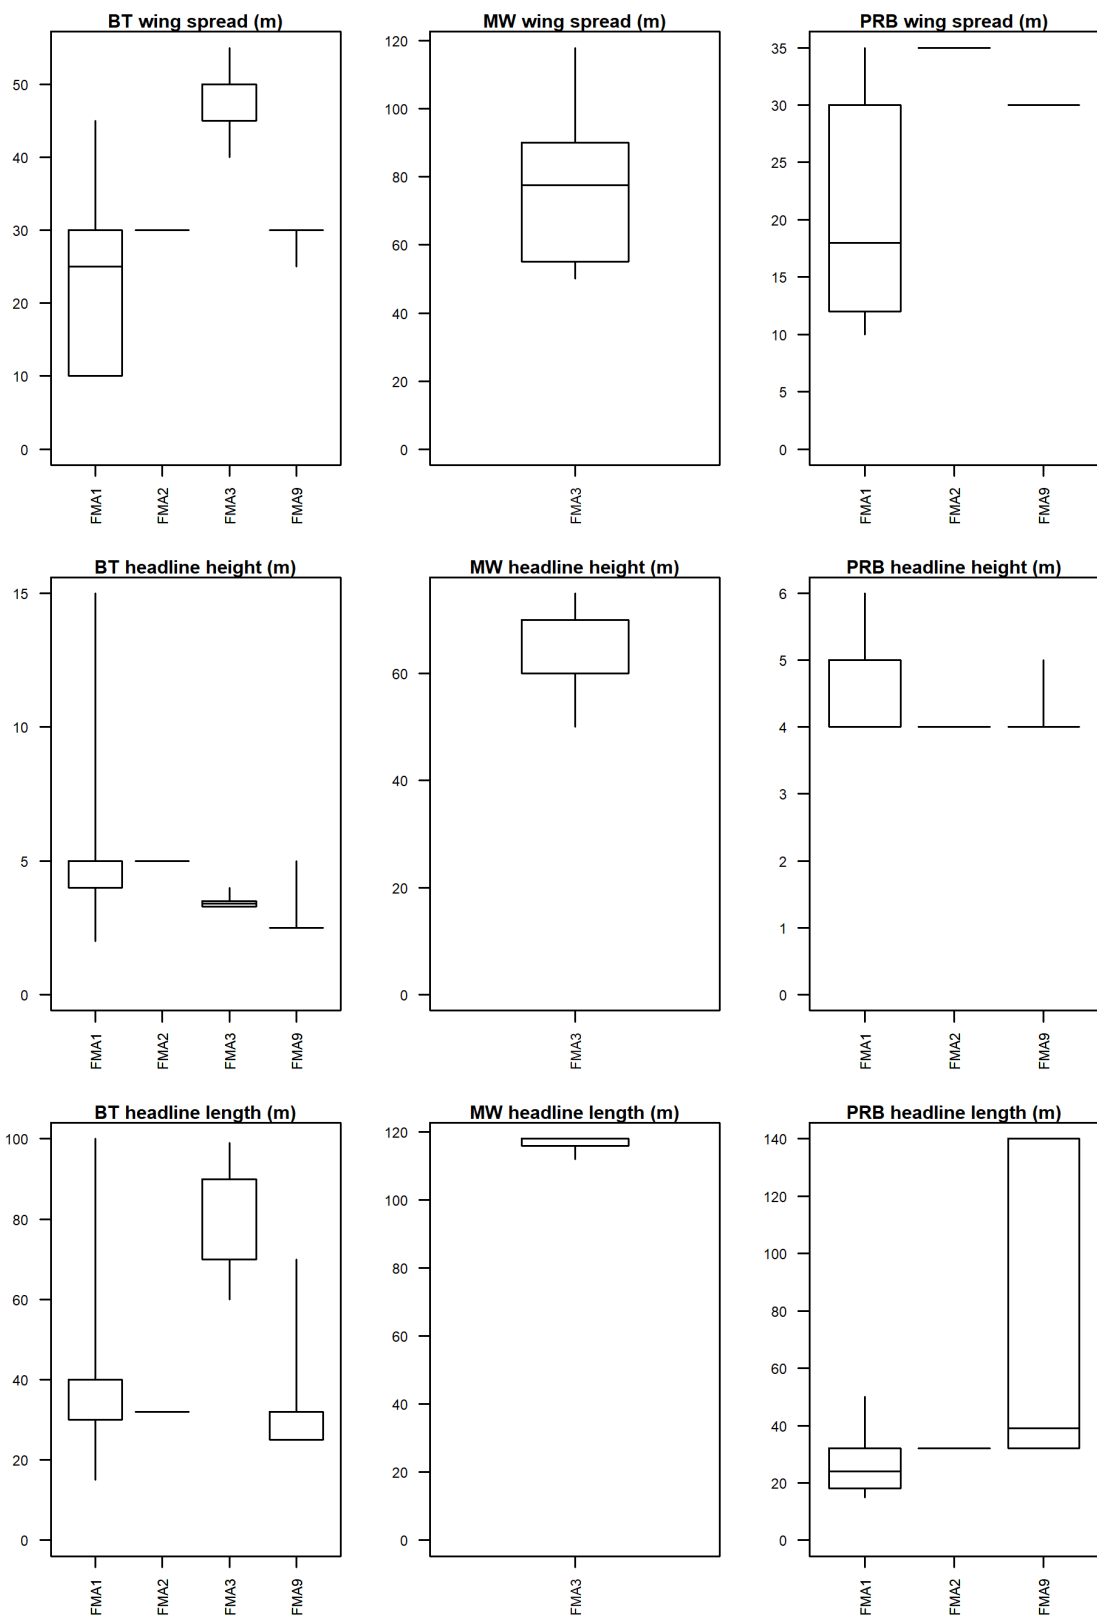 BT wing spread (m)
50
40
30
20
10
0
FMA1
FMA2
FMA3
FMA9
MW wing spread (m)
120
100
80
60
40
20
0
FMA3
PRB wing spread (m)
35
30
25
20
15
10
5
0
FMA1
FMA2
FMA9
BT headline height (m)
15
10
5
0
FMA1
FMA2
FMA3
FMA9
MW headline height (m)
60
40
20
0
FMA3
PRB headline height (m)
6
5
4
3
2
1
0
FMA1
FMA2
FMA9
BT headline length (m)
100
80
60
40
20
0
FMA1
FMA2
FMA3
FMA9
MW headline length (m)
120
100
80
60
40
20
0
FMA3
PRB headline length (m)
140
120
100
80
60
40
20
0
FMA1
FMA2
FMA9